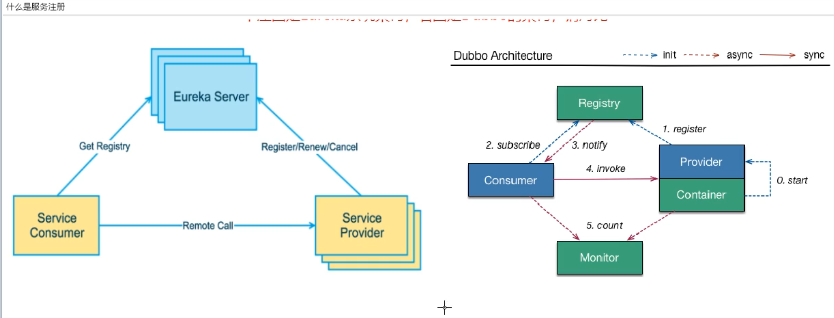 什么是服务注册
Eureka Server
Get Registry
Register/Renew/Cancel
Service
Consumer
Remote Call
Service
Provider
Dubbo Architecture
init
async
sync
Registry
1. register
2. subscribe
3. notify
Provider
4. invoke
Consumer
Container
0. start
5. count
Monitor